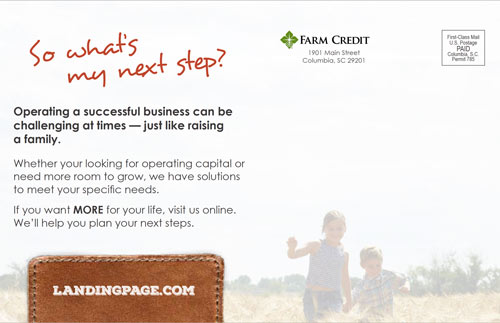 So what's
my next step?
Operating a successful business can be
challenging at times — just like raising
a family.
Whether your looking for operating capital or
need more room to grow, we have solutions
to meet your specific needs.
If you want MORE for your life, visit us online.
We'll help you plan your next steps.
LANDINGPAGE.COM
FARM CREDIT
1901 Main Street
Columbia, SC 29201
First-Class Mail
U.S. Postage
PAID
Columbia, S.C.
Permit 785